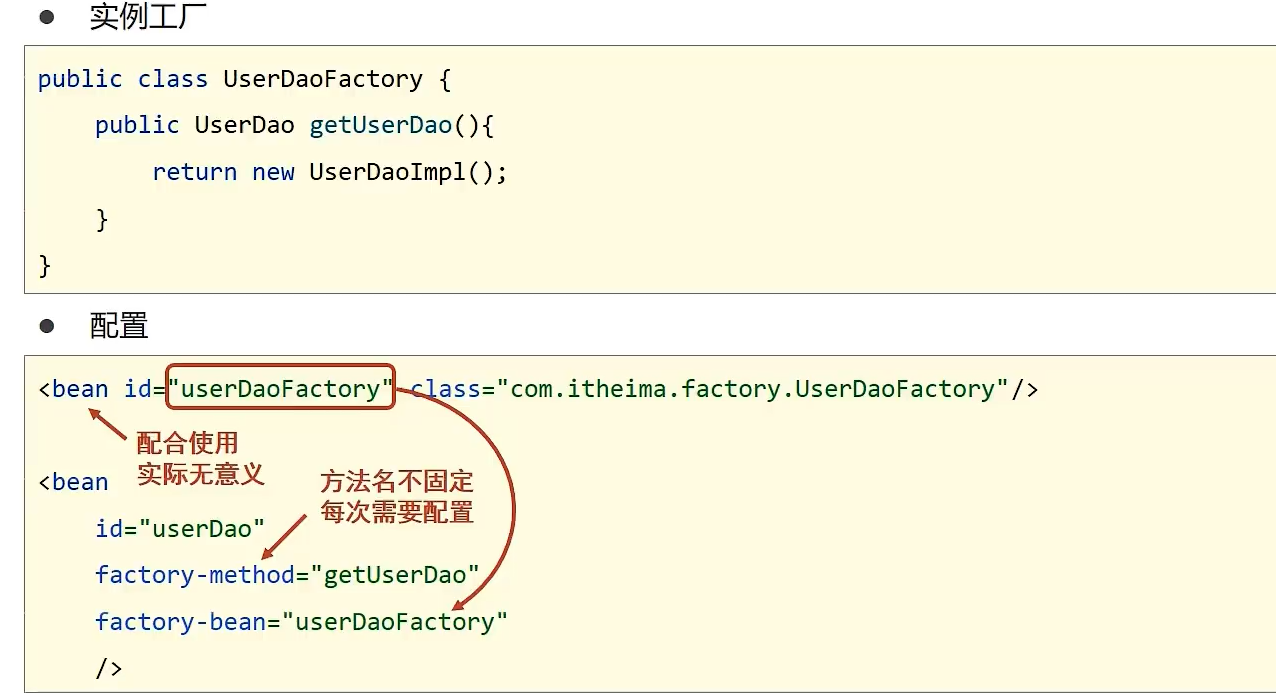 ● 实例工厂
public class UserDaoFactory {
    public UserDao getUserDao(){
        return new UserDaoImpl();
    }
}
● 配置
<bean id="userDaoFactory" class="com.itheima.factory.UserDaoFactory"/>
配合使用
实际无意义
<bean
方法名不固定
每次需要配置
    id="userDao"
    factory-method="getUserDao"
    factory-bean="userDaoFactory"
    />